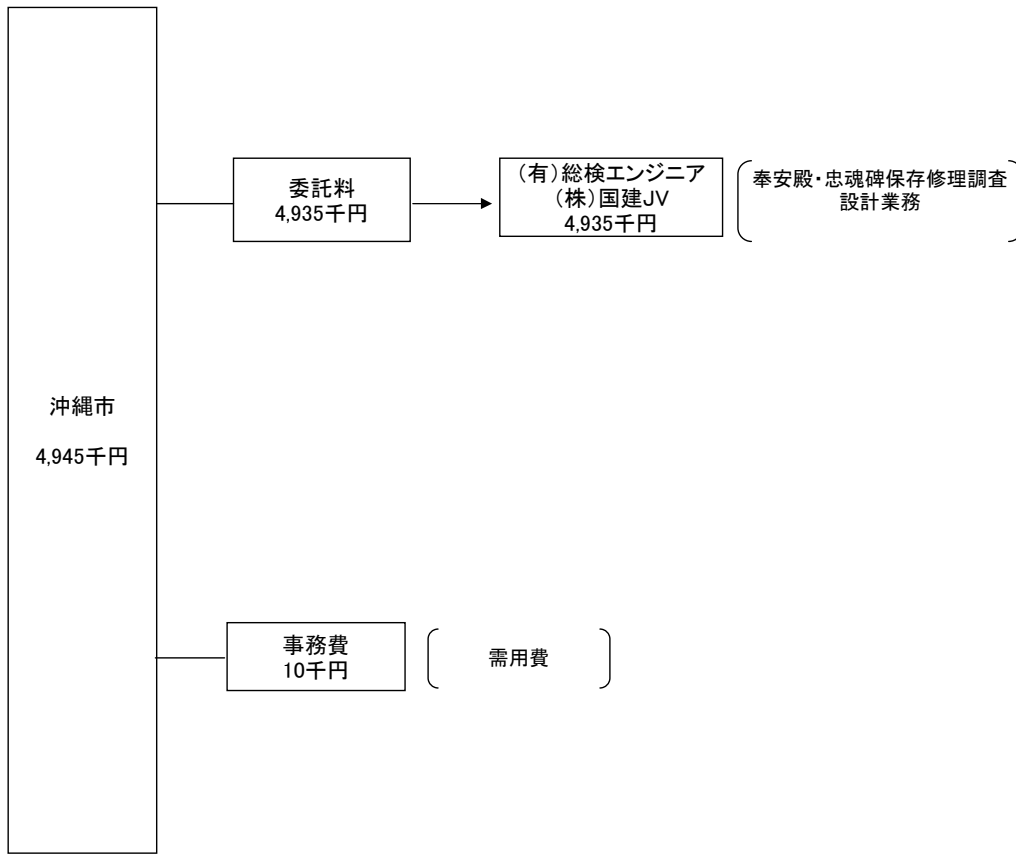 沖縄市
4,945千円
委託料
4,935千円
(有)総検エンジニア
(株)国建JV
4,935千円
奉安殿・忠魂碑保存修理調査
設計業務
事務費
10千円
需用費